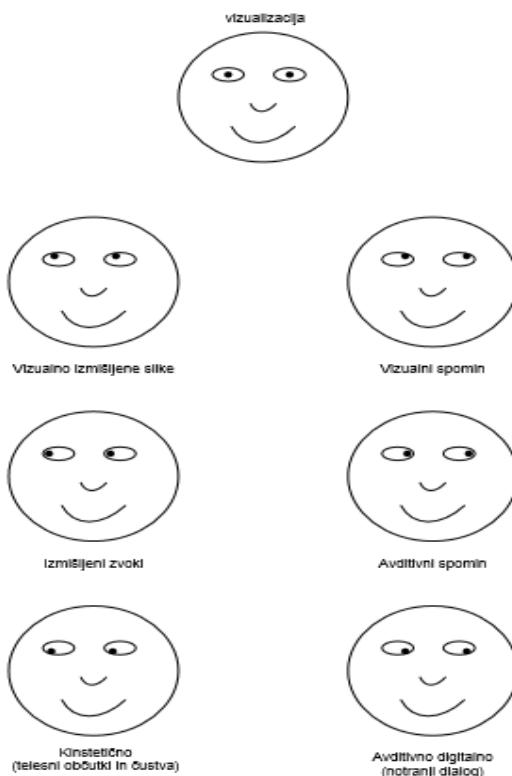 vizualizacija
Vizualno izmišljene slike
Vizualni spomin
Izmišljeni zvoki
Avditivni spomin
Kinstetično
(telesni občutki in čustva)
Avditivno digitalno
(notranji dialog)